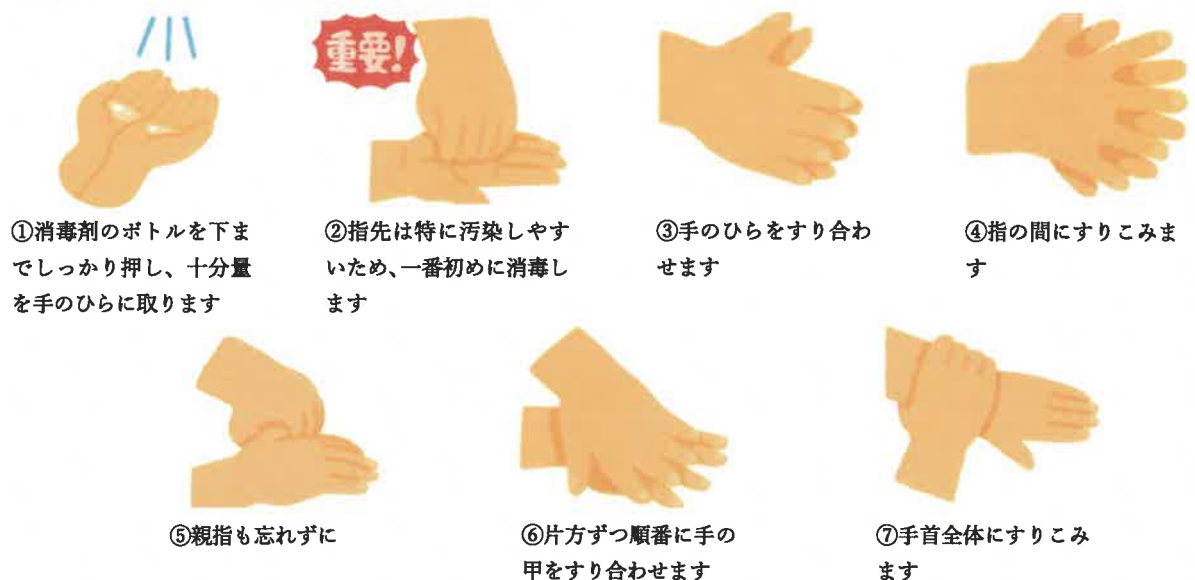 重要!
①消毒剤のボトルを下ま
でしっかり押し、十分量
を手のひらに取ります
②指先は特に汚染しやす
いため、一番初めに消毒し
ます
③手のひらをすり合わ
せます
④指の間にすりこみま
す
⑤親指も忘れずに
⑥片方ずつ順番に手の
甲をすり合わせます
⑦手首全体にすりこみ
ます